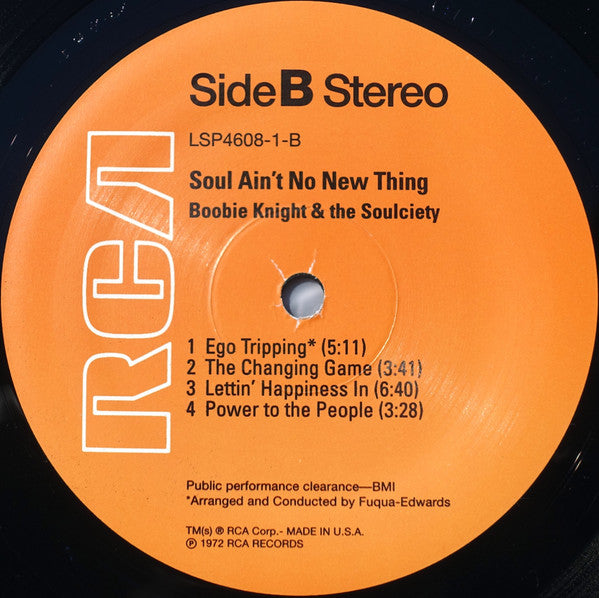 Side B Stereo
LSP4608-1-B
Soul Ain't No New Thing
Boobie Knight & the Soulciety
RCA
1 Ego Tripping* (5:11)
2 The Changing Game (3:41)
3 Lettin' Happiness In (6:40)
4 Power to the People (3:28)
Public performance clearance—BMI
*Arranged and Conducted by Fuqua-Edwards
TM(s) ® RCA Corp.- MADE IN U.S.A.
℗ 1972 RCA RECORDS